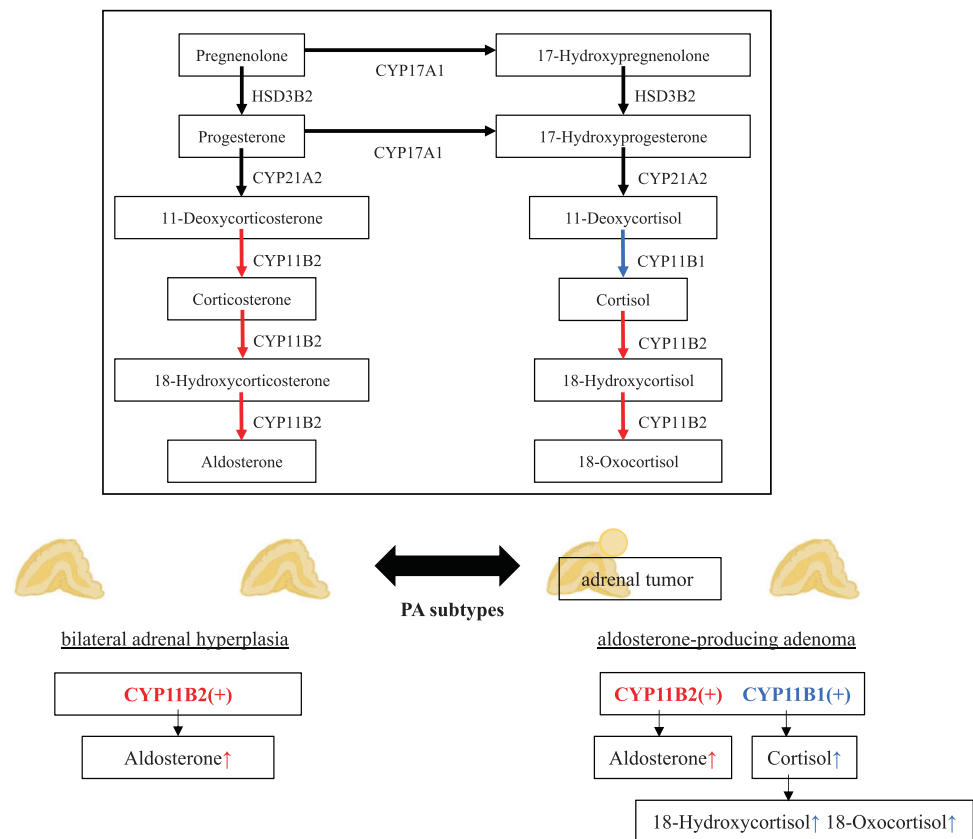 Pregnenolone
17-Hydroxypregnenolone
CYP17A1
HSD3B2
HSD3B2
Progesterone
17-Hydroxyprogesterone
CYP17A1
CYP21A2
CYP21A2
11-Deoxycorticosterone
11-Deoxycortisol
CYP11B2
CYP11B1
Corticosterone
Cortisol
CYP11B2
CYP11B2
18-Hydroxycorticosterone
18-Hydroxycortisol
CYP11B2
CYP11B2
Aldosterone
18-Oxocortisol
adrenal tumor
PA subtypes
bilateral adrenal hyperplasia
aldosterone-producing adenoma
CYP11B2(+)
CYP11B2(+) CYP11B1(+)
Aldosterone↑
Aldosterone↑
Cortisol↑
18-Hydroxycortisol↑ 18-Oxocortisol↑